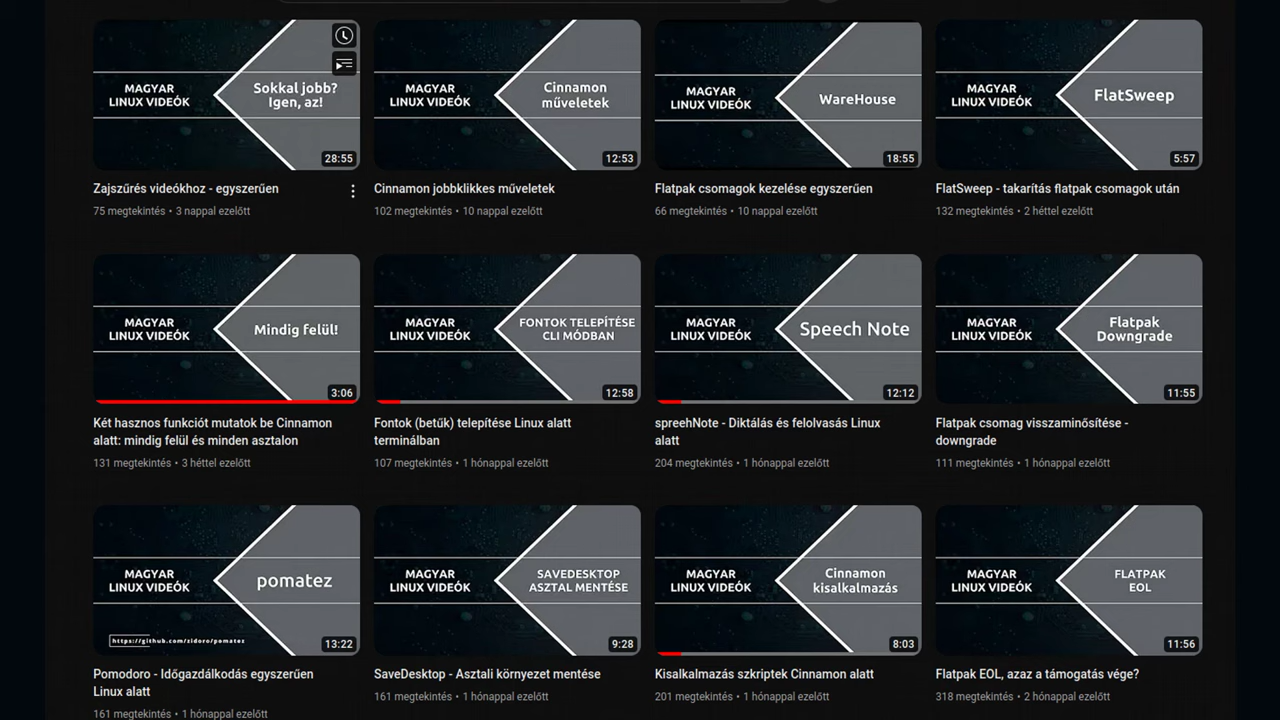 MAGYAR
LINUX VIDEÓK
Sokkal jobb?
Igen, az!
28:55
Zajszűrés videókhoz - egyszerűen
75 megtekintés • 3 nappal ezelőtt
MAGYAR
LINUX VIDEÓK
Cinnamon
műveletek
12:53
Cinnamon jobbklikkes műveletek
102 megtekintés • 10 nappal ezelőtt
MAGYAR
LINUX VIDEÓK
WareHouse
18:55
Flatpak csomagok kezelése egyszerűen
66 megtekintés • 10 nappal ezelőtt
MAGYAR
LINUX VIDEÓK
FlatSweep
5:57
FlatSweep - takarítás flatpak csomagok után
132 megtekintés • 2 héttel ezelőtt
MAGYAR
LINUX VIDEÓK
Mindig felül!
3:06
Két hasznos funkciót mutatok be Cinnamon
alatt: mindig felül és minden asztalon
131 megtekintés • 3 héttel ezelőtt
MAGYAR
LINUX VIDEÓK
FONTOK TELEPÍTÉSE
CLI MÓDBAN
12:58
Fontok (betűk) telepítése Linux alatt
terminálban
107 megtekintés • 1 hónappal ezelőtt
MAGYAR
LINUX VIDEÓK
Speech Note
12:12
spreehNote - Diktálás és felolvasás Linux
alatt
204 megtekintés • 1 hónappal ezelőtt
MAGYAR
LINUX VIDEÓK
Flatpak
Downgrade
11:55
Flatpak csomag visszaminősítése -
downgrade
111 megtekintés • 1 hónappal ezelőtt
MAGYAR
LINUX VIDEÓK
pomatez
https://github.com/zidoro/pomatez
13:22
Pomodoro - Időgazdálkodás egyszerűen
Linux alatt
161 megtekintés • 1 hónappal ezelőtt
MAGYAR
LINUX VIDEÓK
SAVEDESKTOP
ASZTAL MENTÉSE
9:28
SaveDesktop - Asztali környezet mentése
161 megtekintés • 1 hónappal ezelőtt
MAGYAR
LINUX VIDEÓK
Cinnamon
kisalkalmazás
8:03
Kisalkalmazás szkriptek Cinnamon alatt
201 megtekintés • 1 hónappal ezelőtt
MAGYAR
LINUX VIDEÓK
FLATPAK
EOL
11:56
Flatpak EOL, azaz a támogatás vége?
318 megtekintés • 2 hónappal ezelőtt